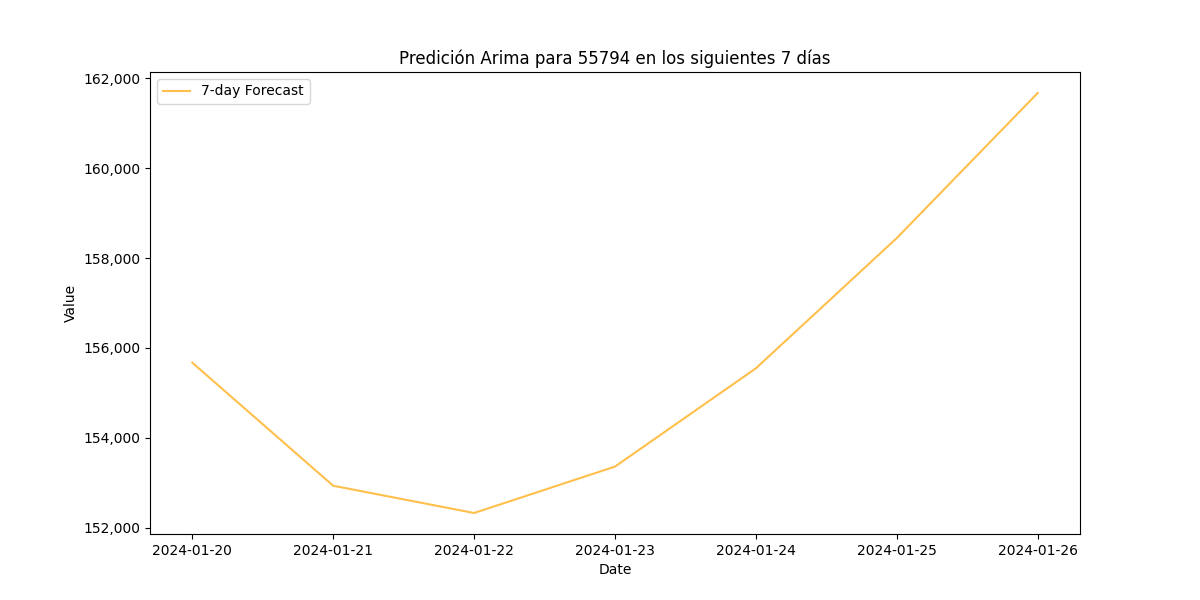 Predición Arima para 55794 en los siguientes 7 días
7-day Forecast
162,000
160,000
158,000
156,000
154,000
152,000
Value
2024-01-20 2024-01-21 2024-01-22 2024-01-23 2024-01-24 2024-01-25 2024-01-26
Date